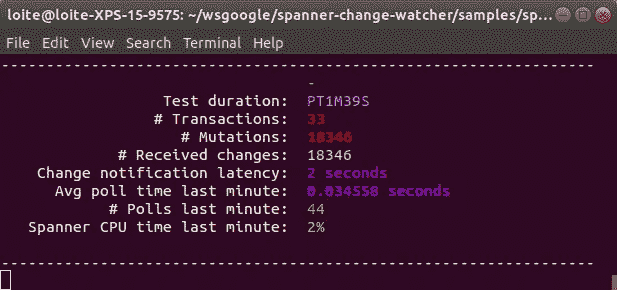 loite@loite-XPS-15-9575: ~/wsgoogle/spanner-change-watcher/samples/sp...
File Edit View Search Terminal Help
--------------------------------------------------------------------
-
Test duration: PT1M39S
# Transactions: 33
# Mutations: 18346
# Received changes: 18346
Change notification latency: 2 seconds
Avg poll time last minute: 0.034558 seconds
# Polls last minute: 44
Spanner CPU time last minute: 2%
--------------------------------------------------------------------